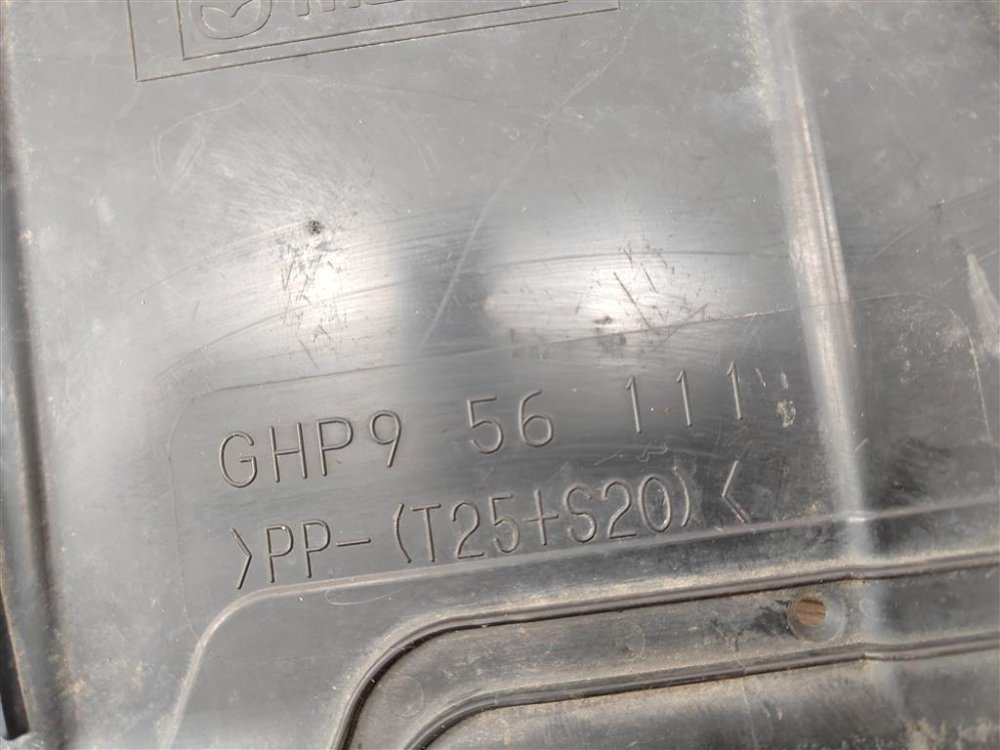 GHP9 56 111
>PP-(T25+S20)<